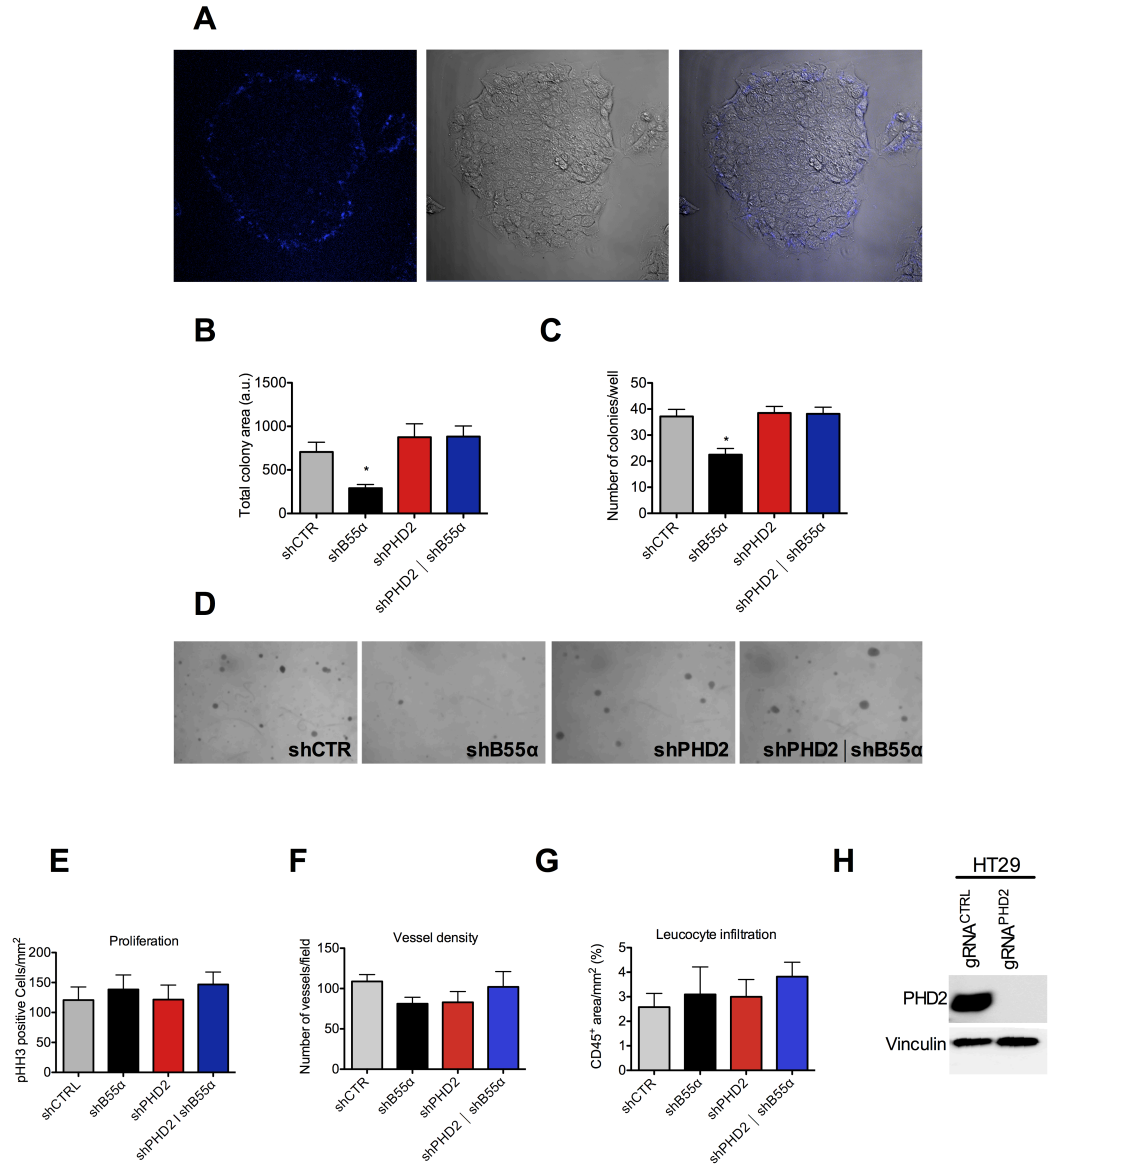 A
B
C
Total colony area (a.u.)
1500
1000
500
0
shCTR
shB55α
shPHD2
shPHD2 | shB55α
Number of colonies/well
50
40
30
20
10
0
*
*
shCTR
shB55α
shPHD2
shPHD2 | shB55α
D
shCTR
shB55α
shPHD2
shPHD2 | shB55α
E
Proliferation
pHH3 positive Cells/mm²
200
150
100
50
0
shCTRL
shB55α
shPHD2
shPHD2 I shB55α
F
Vessel density
Number of vessels/field
150
100
50
0
shCTR
shB55α
shPHD2
shPHD2 | shB55α
G
Leucocyte infiltration
CD45⁺ area/mm² (%)
5
4
3
2
1
0
shCTR
shB55α
shPHD2
shPHD2 | shB55α
H
HT29
gRNA^CTRL
gRNA^PHD2
PHD2
Vinculin